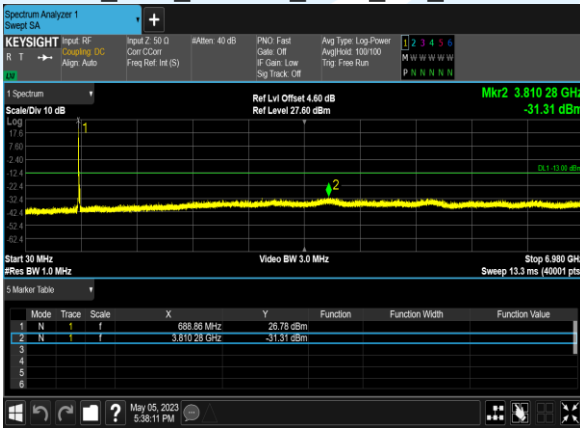 Spectrum Analyzer 1
Swept SA
+
KEYSIGHT Input: RF Input Z: 50 Ω #Atten: 40 dB PNO: Fast Avg Type: Log-Power 1 2 3 4 5 6
R T Coupling: DC Corr CCorr Gate: Off Avg|Hold: 100/100 M W W W W W
Align: Auto Freq Ref: Int (S) IF Gain: Low Trig: Free Run
LU Sig Track: Off P N N N N N
1 Spectrum Ref Lvl Offset 4.60 dB Mkr2 3.810 28 GHz
Scale/Div 10 dB Ref Level 27.60 dBm -31.31 dBm
Log
17.6
7.60
-2.40
-12.4 DL1 -13.00 dBm
-22.4
-32.4
-42.4
-52.4
-62.4
1
2
Start 30 MHz Video BW 3.0 MHz Stop 6.980 GHz
#Res BW 1.0 MHz Sweep 13.3 ms (40001 pts
5 Marker Table
Mode Trace Scale X Y Function Function Width Function Value
1 N 1 f 688.86 MHz 26.78 dBm
2 N 1 f 3.810 28 GHz -31.31 dBm
3
4
5
6
? May 05, 2023
5:38:11 PM